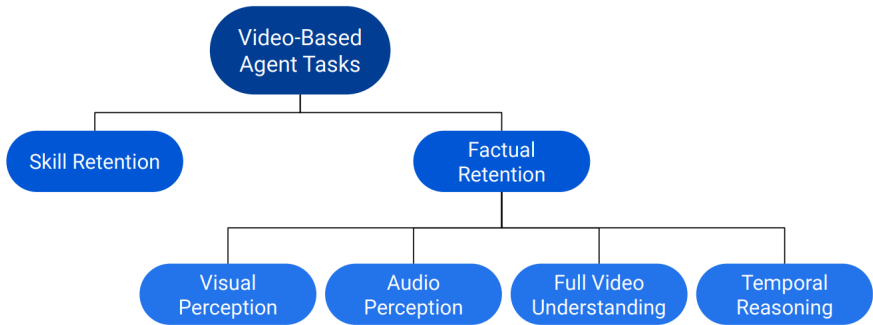 Video-Based
Agent Tasks
Skill Retention
Factual
Retention
Visual
Perception
Audio
Perception
Full Video
Understanding
Temporal
Reasoning